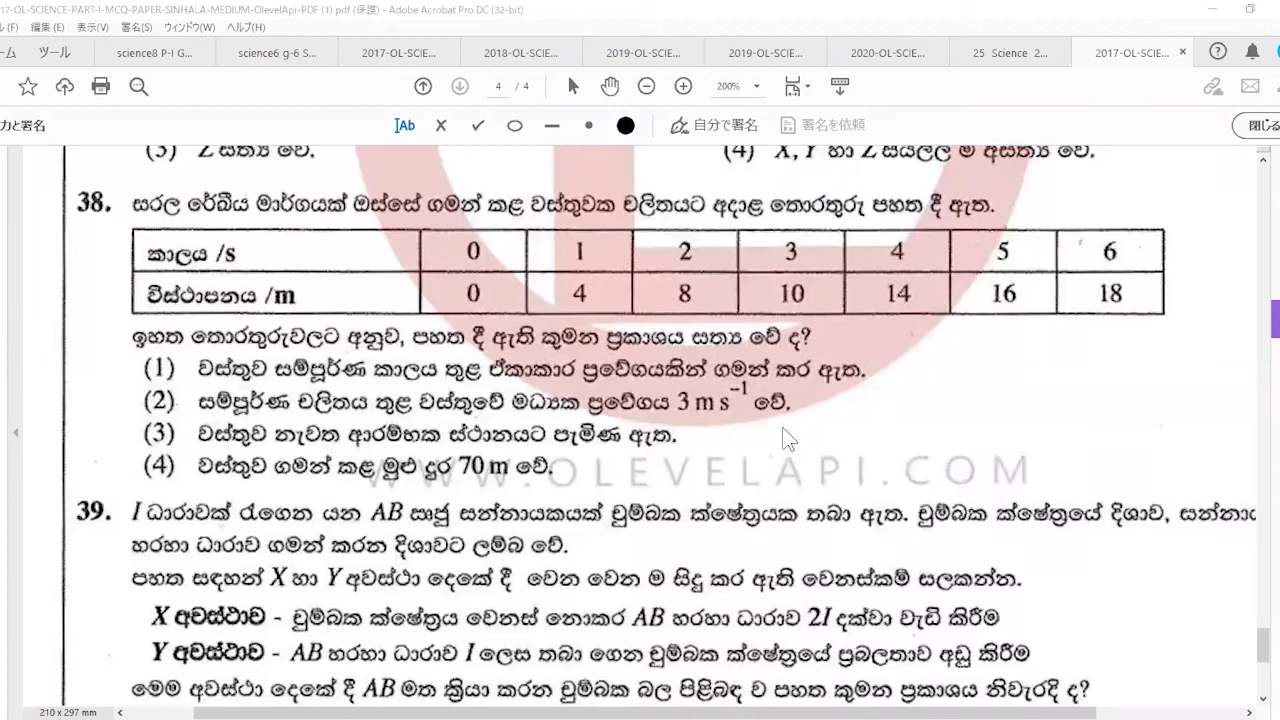 17-OL-SCIENCE-PART-I-MCQ-PAPER-SINHALA-MEDIUM-OlevelApi-PDF (1).pdf (保護) - Adobe Acrobat Pro DC (32-bit)
(F) 編集 (E) 表示(V) 署名(S) ウィンドウ(W) ヘルプ(H)
ーム ツール science8 P-I G... science6 g-6 S... 2017-OL-SCIE... 2018-OL-SCIE... 2019-OL-SCIE... 2019-OL-SCIE... 2020-OL-SCIE... 25 Science 2... 2017-OL-SCIE... ×
4 / 4 200%
力と署名 Ab 自分で署名 署名を依頼 閉じる
(3) Z සත්‍ය වේ. (4) X, Y හා Z සියල්ල ම අසත්‍ය වේ.
38. සරල රේඛීය මාර්ගයක් ඔස්සේ ගමන් කළ වස්තුවක චලිතයට අදාළ තොරතුරු පහත දී ඇත.
කාලය /s 0 1 2 3 4 5 6
විස්ථාපනය /m 0 4 8 10 14 16 18
ඉහත තොරතුරුවලට අනුව, පහත දී ඇති කුමන ප්‍රකාශය සත්‍ය වේ ද?
(1) වස්තුව සම්පූර්ණ කාලය තුළ ඒකාකාර ප්‍රවේගයකින් ගමන් කර ඇත.
(2) සම්පූර්ණ චලිතය තුළ වස්තුවේ මධ්‍යක ප්‍රවේගය 3 m s⁻¹ වේ.
(3) වස්තුව නැවත ආරම්භක ස්ථානයට පැමිණ ඇත.
(4) වස්තුව ගමන් කළ මුළු දුර 70 m වේ.
WWW.OLEVELAPI.COM
39. I ධාරාවක් රැගෙන යන AB සෘජු සන්නායකයක් චුම්බක ක්ෂේත්‍රයක තබා ඇත. චුම්බක ක්ෂේත්‍රයේ දිශාව,
හරහා ධාරාව ගමන් කරන දිශාවට ලම්බ වේ.
පහත සඳහන් X හා Y අවස්ථා දෙකේ දී වෙන වෙන ම සිදු කර ඇති වෙනස්කම් සලකන්න.
X අවස්ථාව - චුම්බක ක්ෂේත්‍රය වෙනස් නොකර AB හරහා ධාරාව 2I දක්වා වැඩි කිරීම
Y අවස්ථාව - AB හරහා ධාරාව I ලෙස තබා ගෙන චුම්බක ක්ෂේත්‍රයේ ප්‍රබලතාව අඩු කිරීම
මෙම අවස්ථා දෙකේ දී AB මත ක්‍රියා කරන චුම්බක බල පිළිබඳ ව පහත කුමන ප්‍රකාශය නිවැරදි ද?
210 x 297 mm